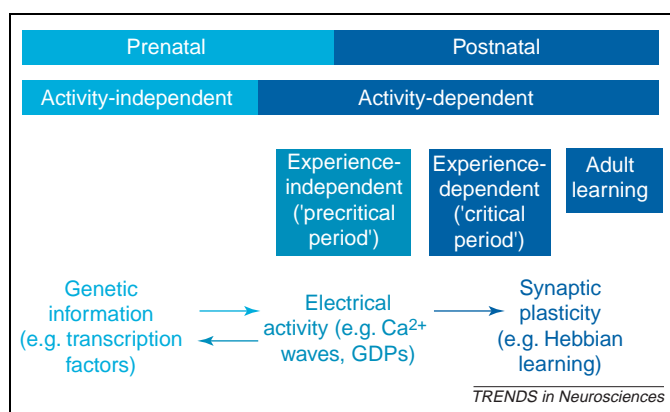 Prenatal
Postnatal
Activity-independent
Activity-dependent
Experience-
independent
('precritical
period')
Experience-
dependent
('critical
period')
Adult
learning
Genetic
information
(e.g. transcription
factors)
Electrical
activity (e.g. Ca²⁺
waves, GDPs)
Synaptic
plasticity
(e.g. Hebbian
learning)
TRENDS in Neurosciences